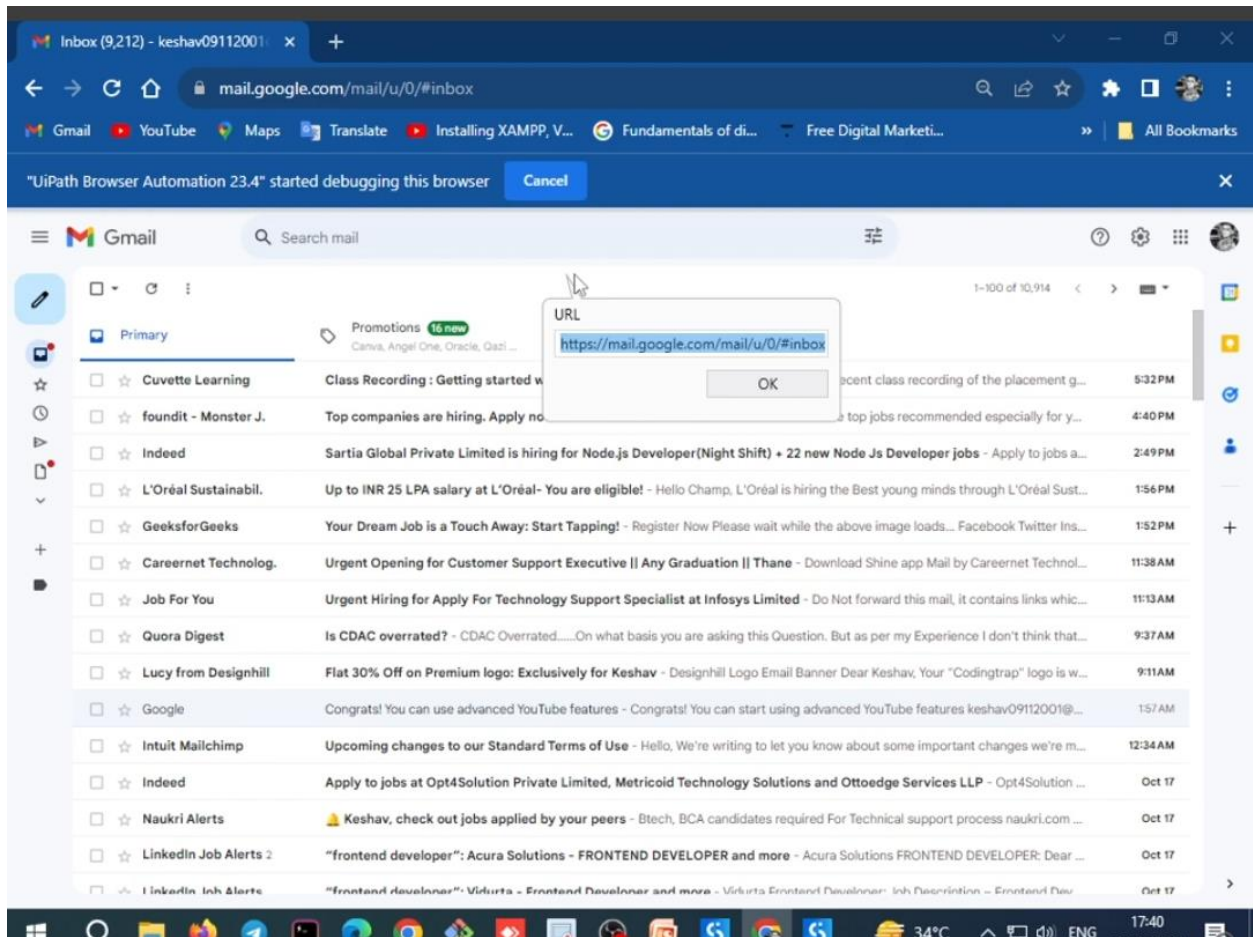 Inbox (9,212) - keshav09112001
mail.google.com/mail/u/0/#inbox
Gmail YouTube Maps Translate Installing XAMPP, V... Fundamentals of di... Free Digital Marketi... » All Bookmarks
"UiPath Browser Automation 23.4" started debugging this browser Cancel
Gmail Search mail
1–100 of 10,914
Primary
Promotions 16 new
Canva, Angel One, Oracle, Qazi ...
URL
https://mail.google.com/mail/u/0/#inbox
OK
Cuvette Learning Class Recording : Getting started w ecent class recording of the placement g... 5:32 PM
foundit - Monster J. Top companies are hiring. Apply no e top jobs recommended especially for y... 4:40 PM
Indeed Sartia Global Private Limited is hiring for Node.js Developer(Night Shift) + 22 new Node Js Developer jobs - Apply to jobs a... 2:49 PM
L'Oréal Sustainabil. Up to INR 25 LPA salary at L'Oréal- You are eligible! - Hello Champ, L'Oréal is hiring the Best young minds through L'Oréal Sust... 1:56 PM
GeeksforGeeks Your Dream Job is a Touch Away: Start Tapping! - Register Now Please wait while the above image loads... Facebook Twitter Ins... 1:52 PM
Careernet Technolog. Urgent Opening for Customer Support Executive || Any Graduation || Thane - Download Shine app Mail by Careernet Technol... 11:38 AM
Job For You Urgent Hiring for Apply For Technology Support Specialist at Infosys Limited - Do Not forward this mail, it contains links whic... 11:13 AM
Quora Digest Is CDAC overrated? - CDAC Overrated......On what basis you are asking this Question. But as per my Experience I don't think that... 9:37 AM
Lucy from Designhill Flat 30% Off on Premium logo: Exclusively for Keshav - Designhill Logo Email Banner Dear Keshav, Your "Codingtrap" logo is w... 9:11 AM
Google Congrats! You can use advanced YouTube features - Congrats! You can start using advanced YouTube features keshav09112001@... 1:57 AM
Intuit Mailchimp Upcoming changes to our Standard Terms of Use - Hello, We're writing to let you know about some important changes we're m... 12:34 AM
Indeed Apply to jobs at Opt4Solution Private Limited, Metricoid Technology Solutions and Ottoedge Services LLP - Opt4Solution ... Oct 17
Naukri Alerts 🔔 Keshav, check out jobs applied by your peers - Btech, BCA candidates required For Technical support process naukri.com ... Oct 17
LinkedIn Job Alerts 2 "frontend developer": Acura Solutions - FRONTEND DEVELOPER and more - Acura Solutions FRONTEND DEVELOPER: Dear ... Oct 17
LinkedIn Job Alerts "frontend developer": Vidurta - Frontend Developer and more - Vidurta Frontend Developer: Job Description – Frontend Dev Oct 17
34°C ENG 17:40